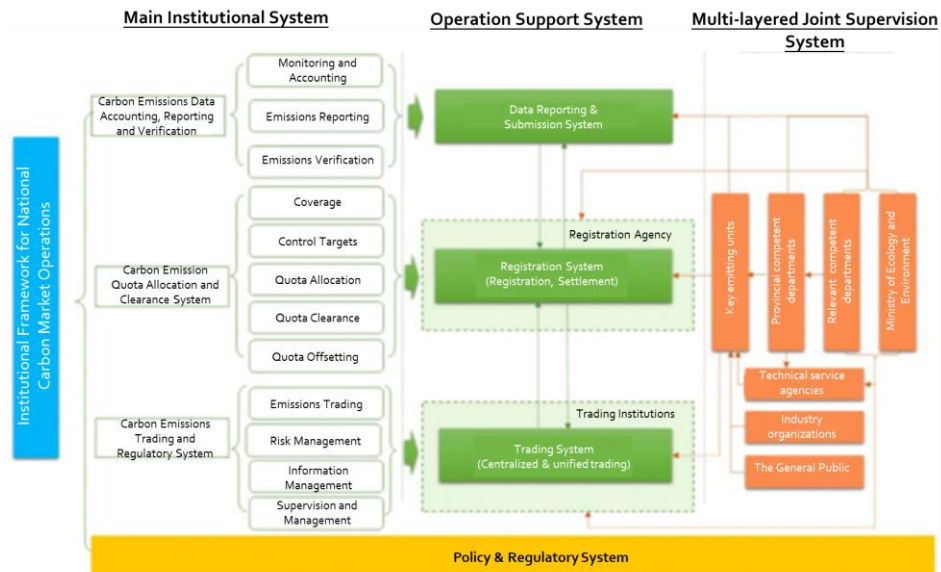 Main Institutional System
Operation Support System
Multi-layered Joint Supervision
System
Institutional Framework for National
Carbon Market Operations
Carbon Emissions Data
Accounting, Reporting
and Verification
Monitoring and
Accounting
Emissions Reporting
Emissions Verification
Data Reporting &
Submission System
Carbon Emission
Quota Allocation and
Clearance System
Coverage
Control Targets
Quota Allocation
Quota Clearance
Quota Offsetting
Registration Agency
Registration System
(Registration, Settlement)
Carbon Emissions
Trading and
Regulatory System
Emissions Trading
Risk Management
Information
Management
Supervision and
Management
Trading Institutions
Trading System
(Centralized & unified trading)
Key emitting units
Provincial competent
departments
Relevant competent
departments
Ministry of Ecology and
Environment
Technical service
agencies
Industry
organizations
The General Public
Policy & Regulatory System